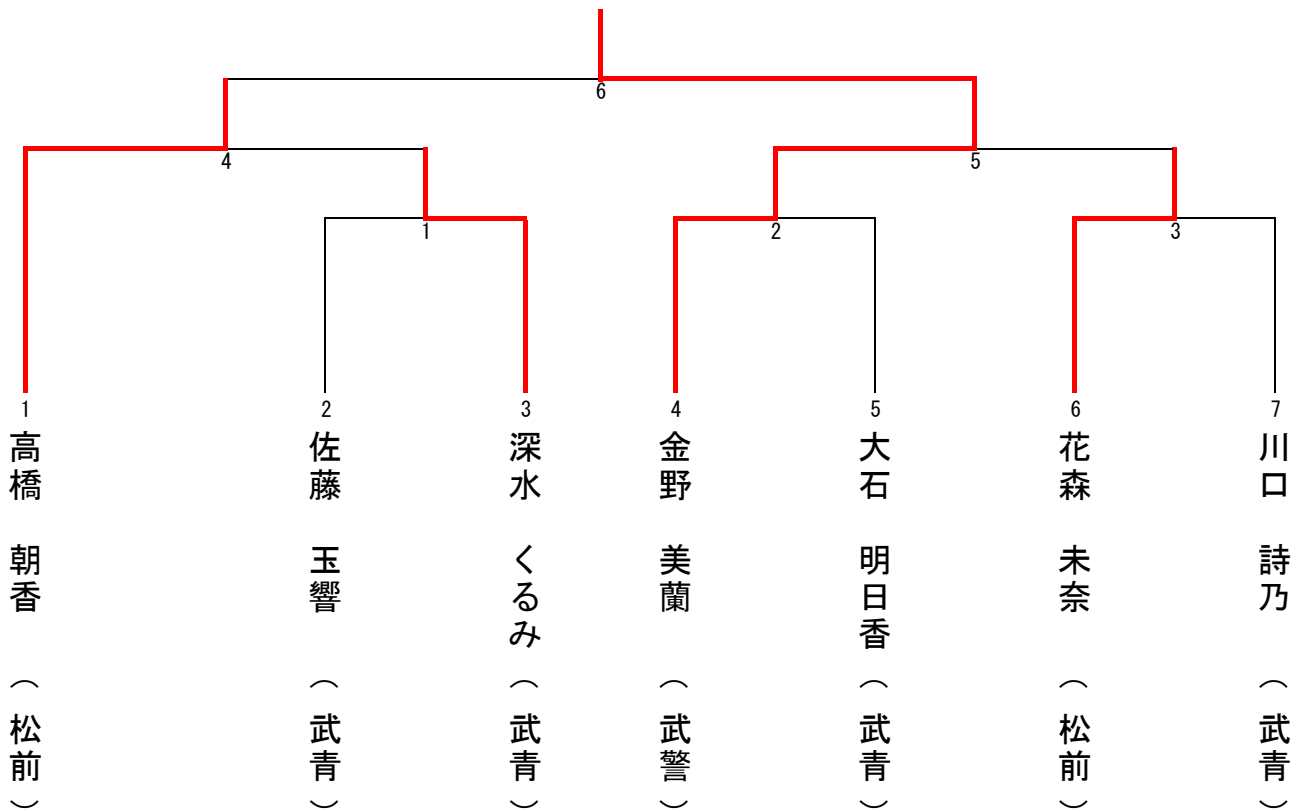 6
4
5
1
2
3
1
高橋 朝香 （松前）
2
佐藤 玉響 （武青）
3
深水 くるみ （武青）
4
金野 美蘭 （武警）
5
大石 明日香 （武青）
6
花森 未奈 （松前）
7
川口 詩乃 （武青）